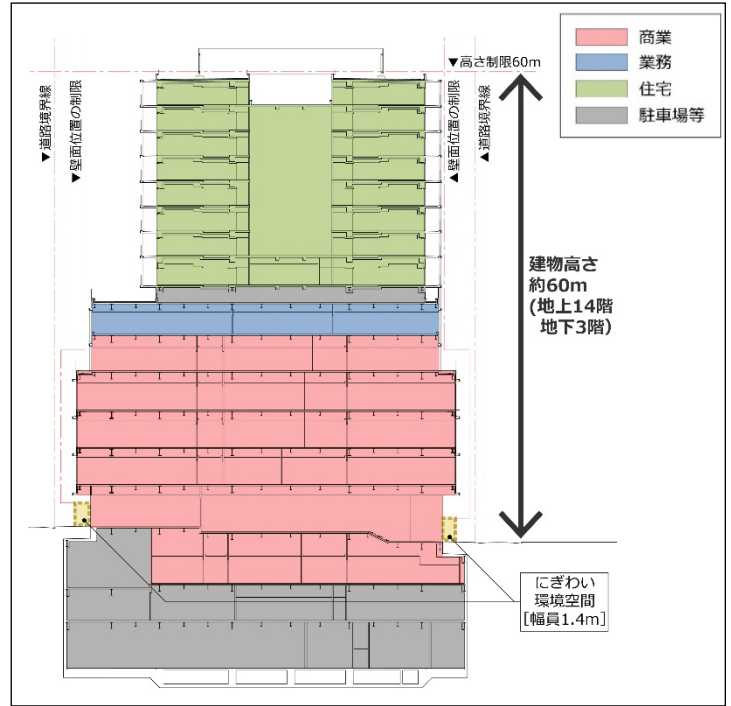 商業
業務
住宅
駐車場等
▼高さ制限60m
▼道路境界線
▼壁面位置の制限
▲壁面位置の制限
▲道路境界線
建物高さ
約60m
(地上14階
地下3階)
にぎわい
環境空間
[幅員1.4m]